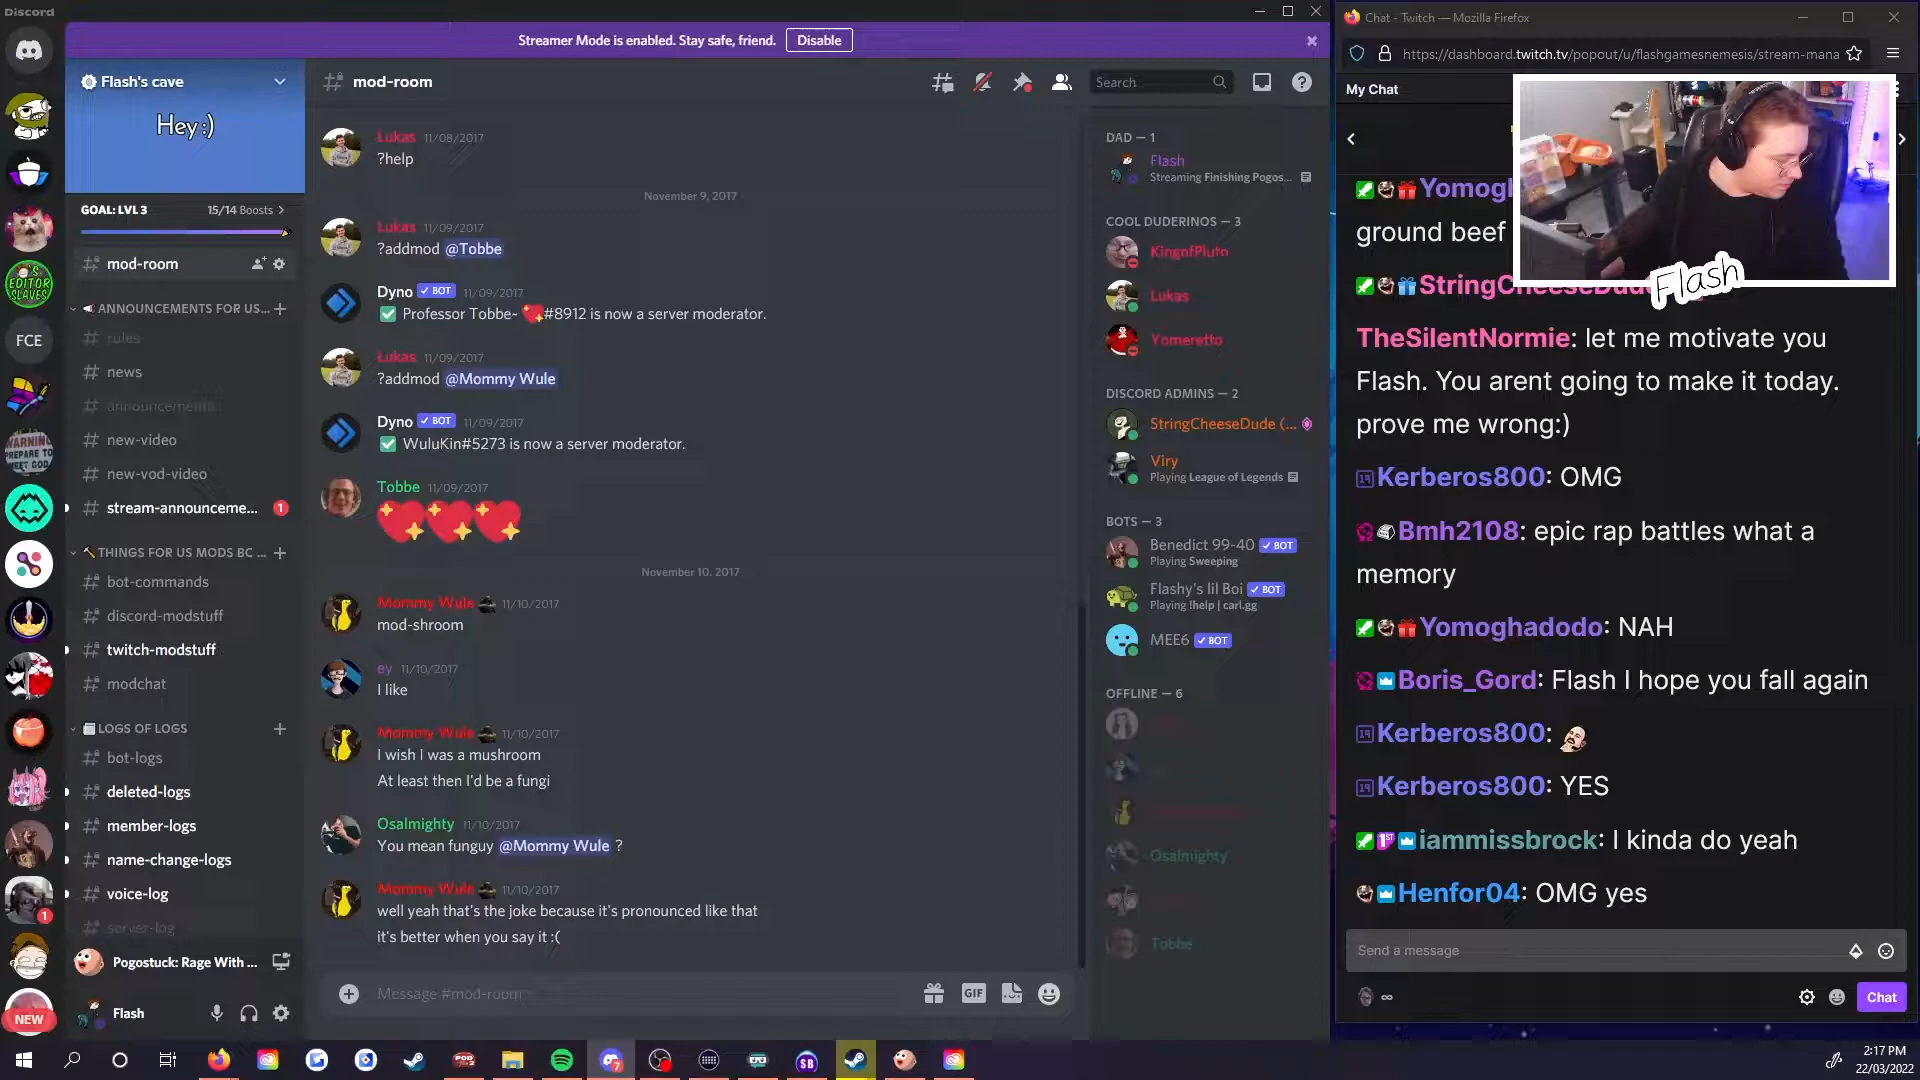 Discord
Streamer Mode is enabled. Stay safe, friend.
Disable
Flash's cave
Hey :)
GOAL: LVL 3
15/14 Boosts
mod-room
ANNOUNCEMENTS FOR US...
rules
news
new-video
new-vod-video
stream-announceme...
1
THINGS FOR US MODS BC ...
bot-commands
discord-modstuff
twitch-modstuff
modchat
LOGS OF LOGS
bot-logs
deleted-logs
member-logs
name-change-logs
voice-log
server-log
Pogostuck: Rage With ...
Flash
'S EDITOR SLAVES
FCE
1
NEW
mod-room
Search
Lukas 11/08/2017
?help
November 9, 2017
Lukas 11/09/2017
?addmod @Tobbe
Dyno BOT 11/09/2017
Professor Tobbe- 💖#8912 is now a server moderator.
Lukas 11/09/2017
?addmod @Mommy Wule
Dyno BOT 11/09/2017
WuluKin#5273 is now a server moderator.
Tobbe 11/09/2017
💖💖💖
November 10, 2017
Mommy Wule 11/10/2017
mod-shroom
ey 11/10/2017
I like
Mommy Wule 11/10/2017
I wish I was a mushroom
At least then I'd be a fungi
Osalmighty 11/10/2017
You mean funguy @Mommy Wule ?
Mommy Wule 11/10/2017
well yeah that's the joke because it's pronounced like that
it's better when you say it :(
Message #mod-room
GIF
DAD — 1
Flash
Streaming Finishing Pogos...
COOL DUDERINOS — 3
KingofPluto
Lukas
Yomeretto
DISCORD ADMINS — 2
StringCheeseDude (...
Viry
Playing League of Legends
BOTS — 3
Benedict 99-40 BOT
Playing Sweeping
Flashy's lil Boi BOT
Playing !help | carl.gg
MEE6 BOT
OFFLINE — 6
Osalmighty
Tobbe
Chat - Twitch — Mozilla Firefox
https://dashboard.twitch.tv/popout/u/flashgamesnemesis/stream-mana
My Chat
Flash
ground beef
TheSilentNormie: let me motivate you
Flash. You arent going to make it today.
prove me wrong:)
Kerberos800: OMG
Bmh2108: epic rap battles what a
memory
Yomoghadodo: NAH
Boris_Gord: Flash I hope you fall again
Kerberos800:
Kerberos800: YES
iammissbrock: I kinda do yeah
Henfor04: OMG yes
Send a message
Chat
2:17 PM
22/03/2022